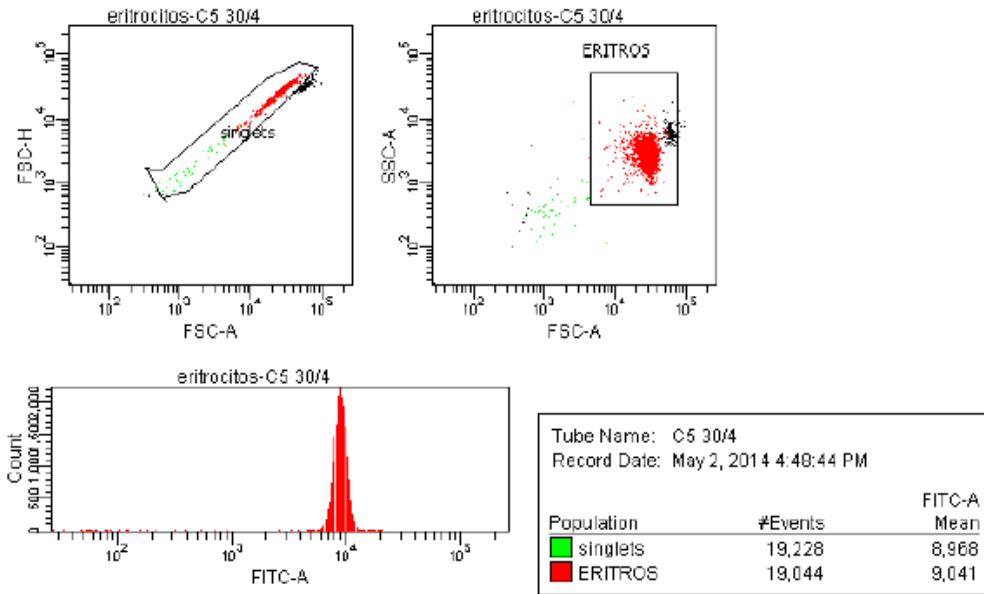 eritrocitos-C5 30/4
10^5
10^4
10^3
10^2
FSC-H
singlets
10^2 10^3 10^4 10^5
FSC-A
eritrocitos-C5 30/4
ERITROS
10^5
10^4
10^3
10^2
SSC-A
10^2 10^3 10^4 10^5
FSC-A
eritrocitos-C5 30/4
Count
0 500
10^2 10^3 10^4 10^5
FITC-A
Tube Name: C5 30/4
Record Date: May 2, 2014 4:48:44 PM
FITC-A
Population #Events Mean
singlets 19,228 8,968
ERITROS 19,044 9,041